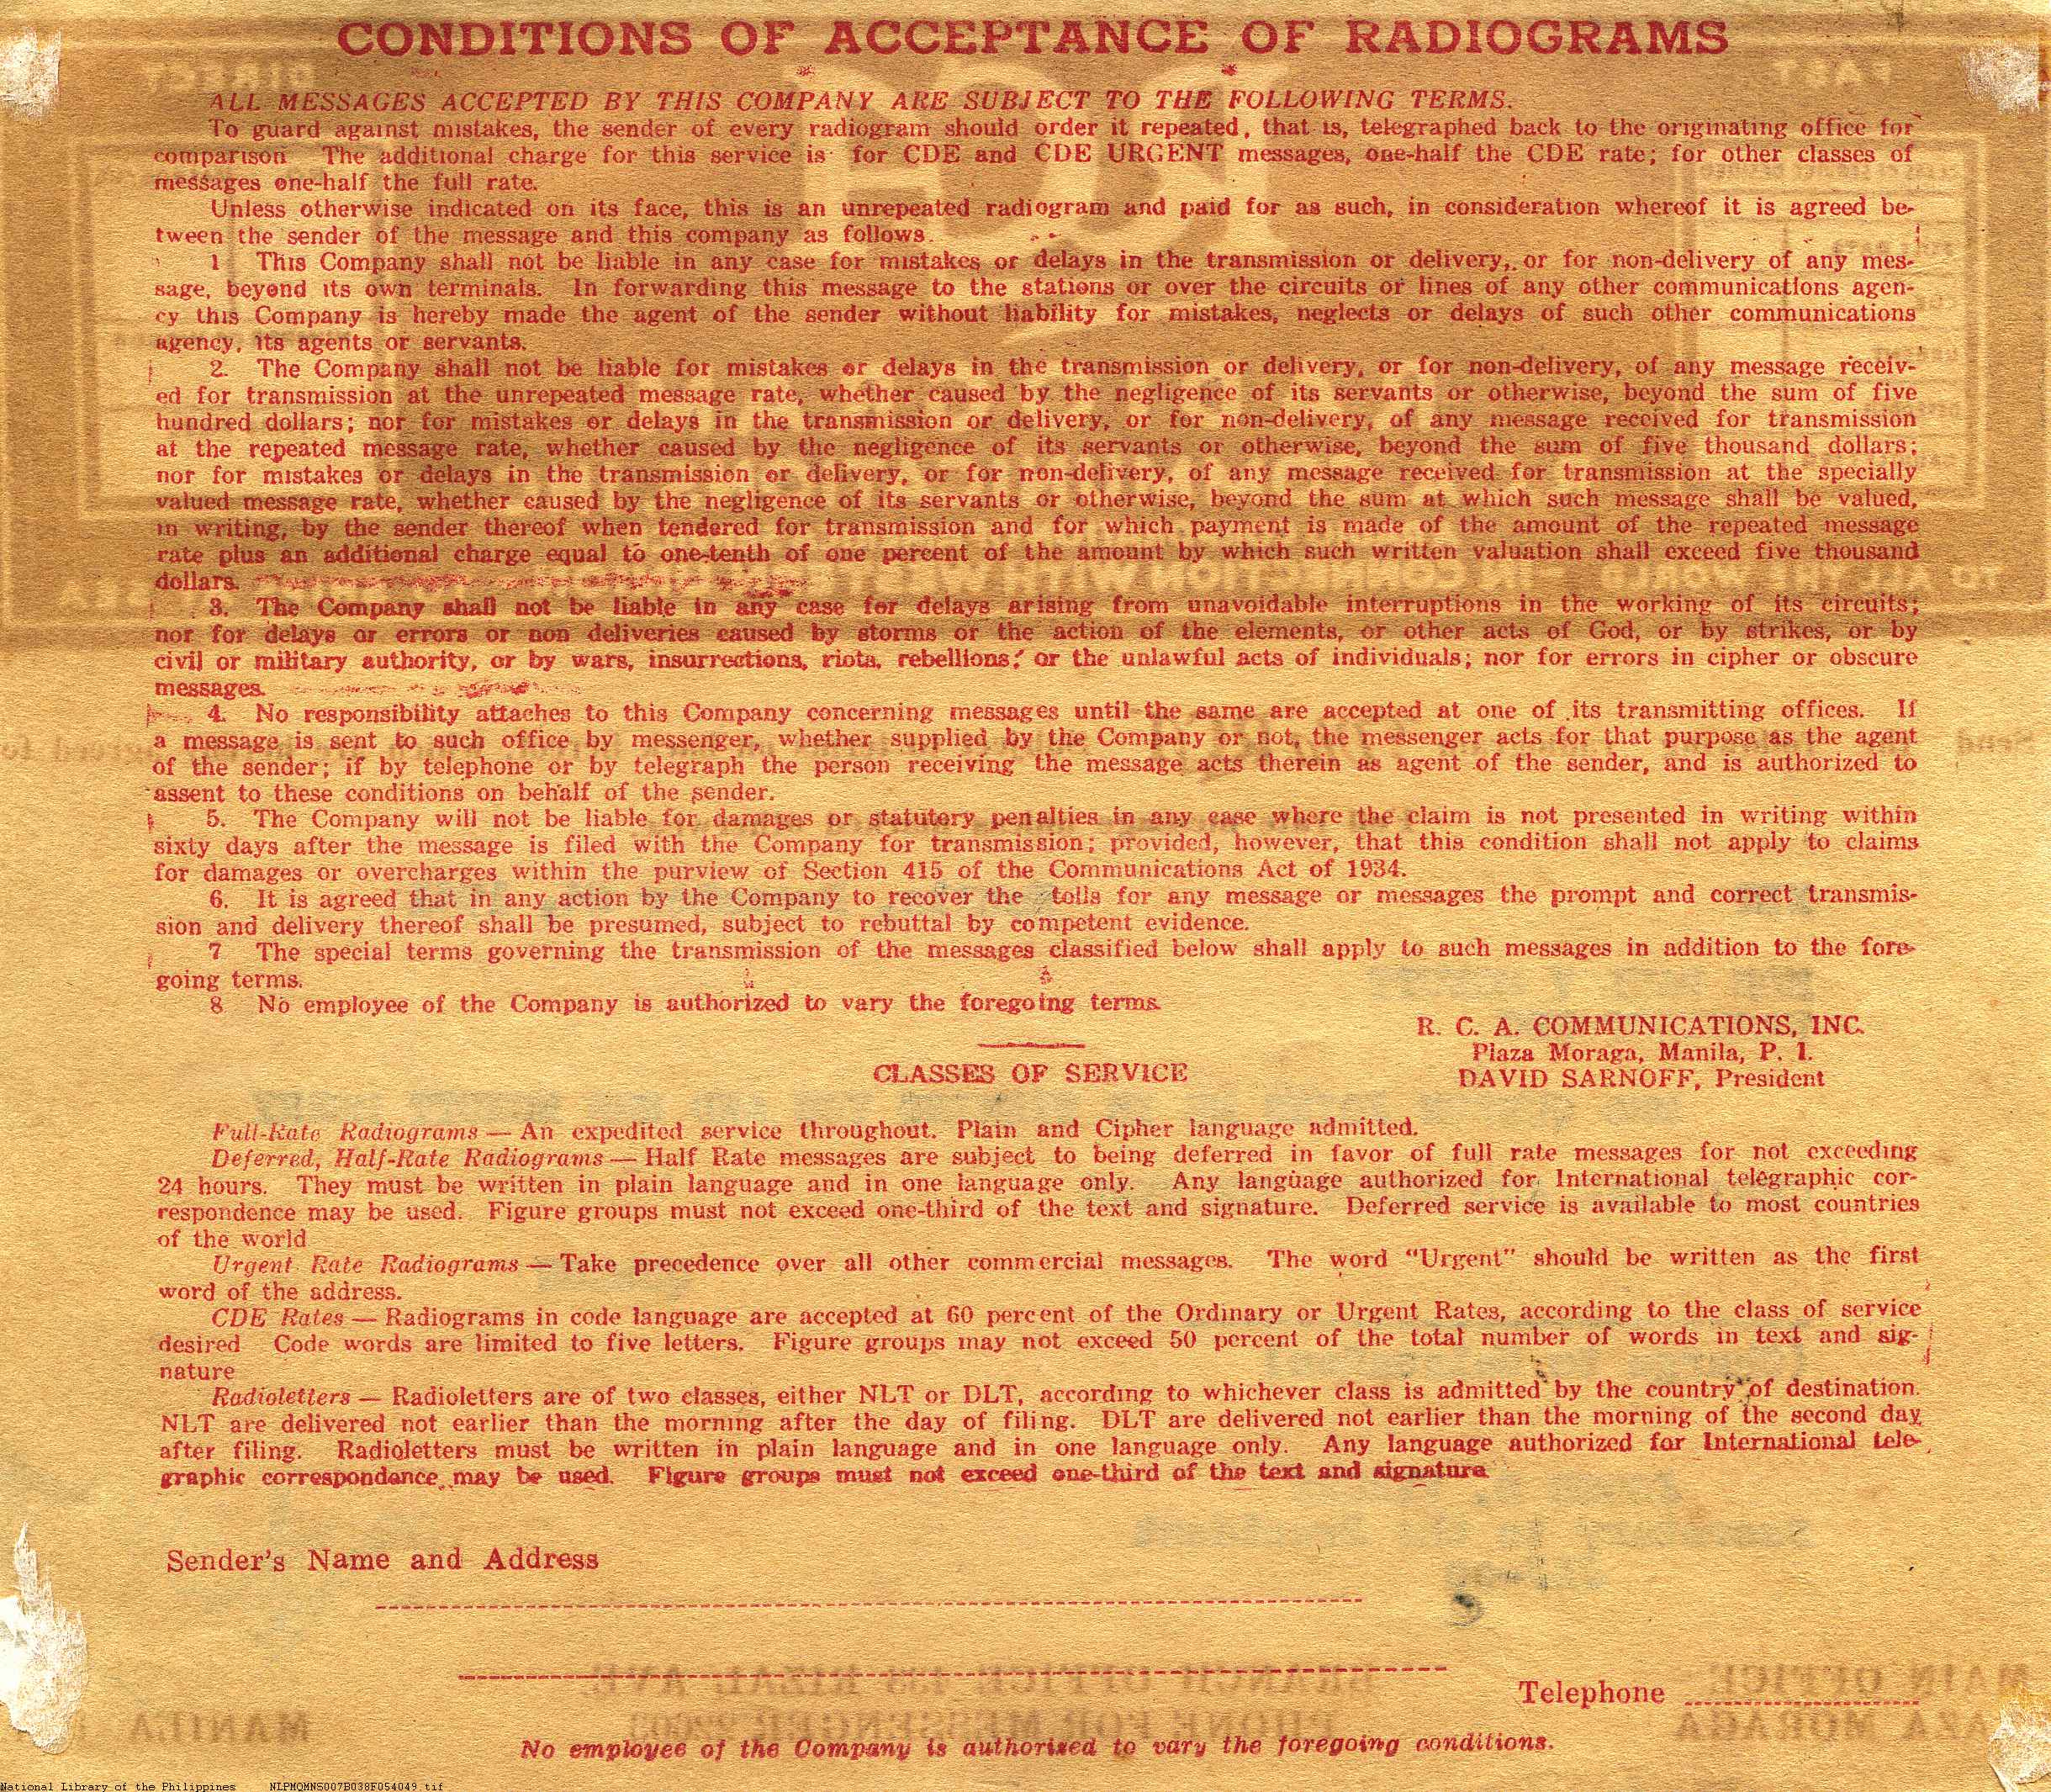 CONDITIONS OF ACCEPTANCE OF RADIOGRAMS
ALL MESSAGES ACCEPTED BY THIS COMPANY ARE SUBJECT TO THE FOLLOWING TERMS.
To guard against mistakes, the sender of every radiogram should order it repeated, that is, telegraphed back to the originating office for
comparison The additional charge for this service is for CDE and CDE URGENT messages, one-half the CDE rate; for other classes of
messages one-half the full rate.
Unless otherwise indicated on its face, this is an unrepeated radiogram and paid for as such, in consideration whereof it is agreed be-
tween the sender of the message and this company as follows.
1 This Company shall not be liable in any case for mistakes or delays in the transmission or delivery, or for non-delivery of any mes-
sage, beyond its own terminals. In forwarding this message to the stations or over the circuits or lines of any other communications agen-
cy this Company is hereby made the agent of the sender without liability for mistakes, neglects or delays of such other communications
agency, its agents or servants.
2. The Company shall not be liable for mistakes or delays in the transmission or delivery, or for non-delivery, of any message receiv-
ed for transmission at the unrepeated message rate, whether caused by the negligence of its servants or otherwise, beyond the sum of five
hundred dollars; nor for mistakes or delays in the transmission or delivery, or for non-delivery, of any message received for transmission
at the repeated message rate, whether caused by the negligence of its servants or otherwise, beyond the sum of five thousand dollars;
nor for mistakes or delays in the transmission or delivery, or for non-delivery, of any message received for transmission at the specially
valued message rate, whether caused by the negligence of its servants or otherwise, beyond the sum at which such message shall be valued,
in writing, by the sender thereof when tendered for transmission and for which payment is made of the amount of the repeated message
rate plus an additional charge equal to one-tenth of one percent of the amount by which such written valuation shall exceed five thousand
dollars.
3. The Company shall not be liable in any case for delays arising from unavoidable interruptions in the working of its circuits;
nor for delays or errors or non deliveries caused by storms or the action of the elements, or other acts of God, or by strikes, or by
civil or military authority, or by wars, insurrections, riots, rebellions, or the unlawful acts of individuals; nor for errors in cipher or obscure
messages.
4. No responsibility attaches to this Company concerning messages until the same are accepted at one of its transmitting offices. If
a message is sent to such office by messenger, whether supplied by the Company or not, the messenger acts for that purpose as the agent
of the sender; if by telephone or by telegraph the person receiving the message acts therein as agent of the sender, and is authorized to
assent to these conditions on behalf of the sender.
5. The Company will not be liable for damages or statutory penalties in any case where the claim is not presented in writing within
sixty days after the message is filed with the Company for transmission; provided, however, that this condition shall not apply to claims
for damages or overcharges within the purview of Section 415 of the Communications Act of 1934.
6. It is agreed that in any action by the Company to recover the tolls for any message or messages the prompt and correct transmis-
sion and delivery thereof shall be presumed, subject to rebuttal by competent evidence.
7 The special terms governing the transmission of the messages classified below shall apply to such messages in addition to the fore-
going terms.
8 No employee of the Company is authorized to vary the foregoing terms.
R. C. A. COMMUNICATIONS, INC.
Plaza Moraga, Manila, P. I.
DAVID SARNOFF, President
CLASSES OF SERVICE
Full-Rate Radiograms — An expedited service throughout. Plain and Cipher language admitted.
Deferred, Half-Rate Radiograms — Half Rate messages are subject to being deferred in favor of full rate messages for not exceeding
24 hours. They must be written in plain language and in one language only. Any language authorized for International telegraphic cor-
respondence may be used. Figure groups must not exceed one-third of the text and signature. Deferred service is available to most countries
of the world
Urgent Rate Radiograms — Take precedence over all other commercial messages. The word "Urgent" should be written as the first
word of the address.
CDE Rates — Radiograms in code language are accepted at 60 percent of the Ordinary or Urgent Rates, according to the class of service
desired Code words are limited to five letters. Figure groups may not exceed 50 percent of the total number of words in text and sig-
nature
Radioletters — Radioletters are of two classes, either NLT or DLT, according to whichever class is admitted by the country of destination.
NLT are delivered not earlier than the morning after the day of filing. DLT are delivered not earlier than the morning of the second day
after filing. Radioletters must be written in plain language and in one language only. Any language authorized for International tele-
graphic correspondance may be used. Figure groups must not exceed one-third of the text and signature
Sender's Name and Address
Telephone
No employee of the Company is authorized to vary the foregoing conditions.
National Library of the Philippines NLPMQMNS007B038F054049.tif